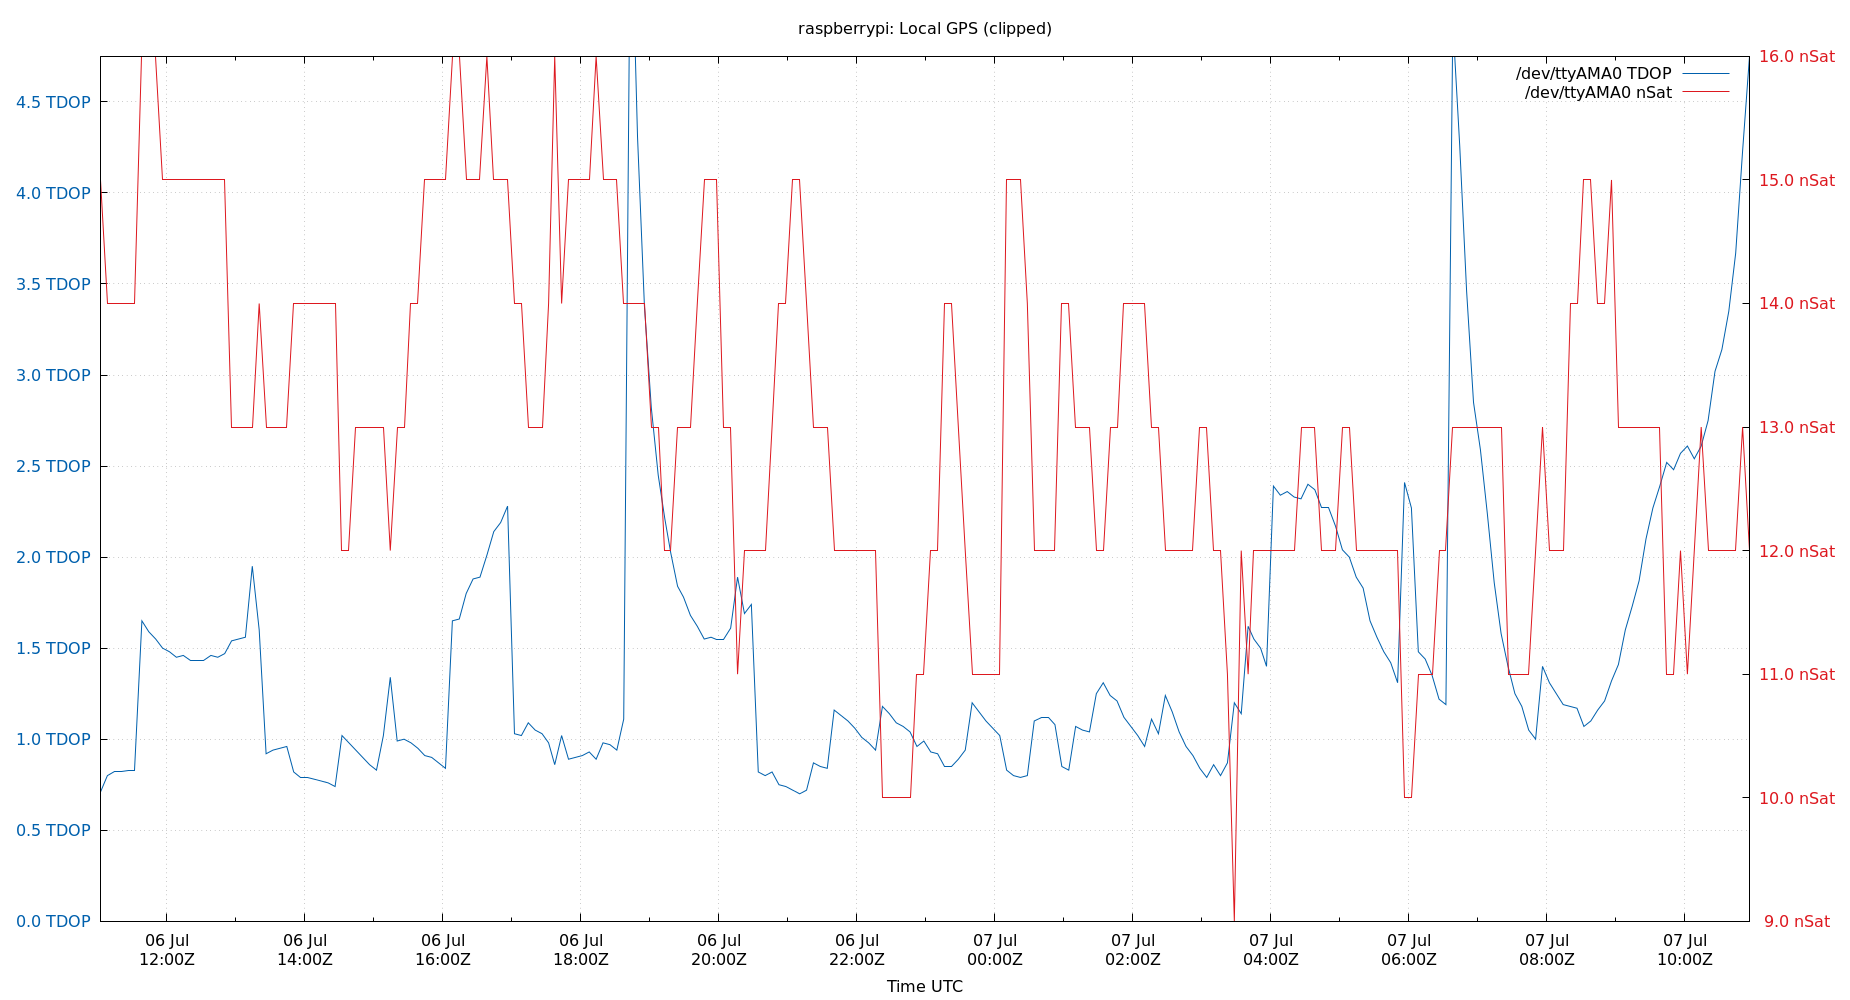 raspberrypi: Local GPS (clipped)
/dev/ttyAMA0 TDOP
/dev/ttyAMA0 nSat
4.5 TDOP
4.0 TDOP
3.5 TDOP
3.0 TDOP
2.5 TDOP
2.0 TDOP
1.5 TDOP
1.0 TDOP
0.5 TDOP
0.0 TDOP
16.0 nSat
15.0 nSat
14.0 nSat
13.0 nSat
12.0 nSat
11.0 nSat
10.0 nSat
9.0 nSat
06 Jul 06 Jul 06 Jul 06 Jul 06 Jul 06 Jul 07 Jul 07 Jul 07 Jul 07 Jul 07 Jul 07 Jul
12:00Z 14:00Z 16:00Z 18:00Z 20:00Z 22:00Z 00:00Z 02:00Z 04:00Z 06:00Z 08:00Z 10:00Z
Time UTC